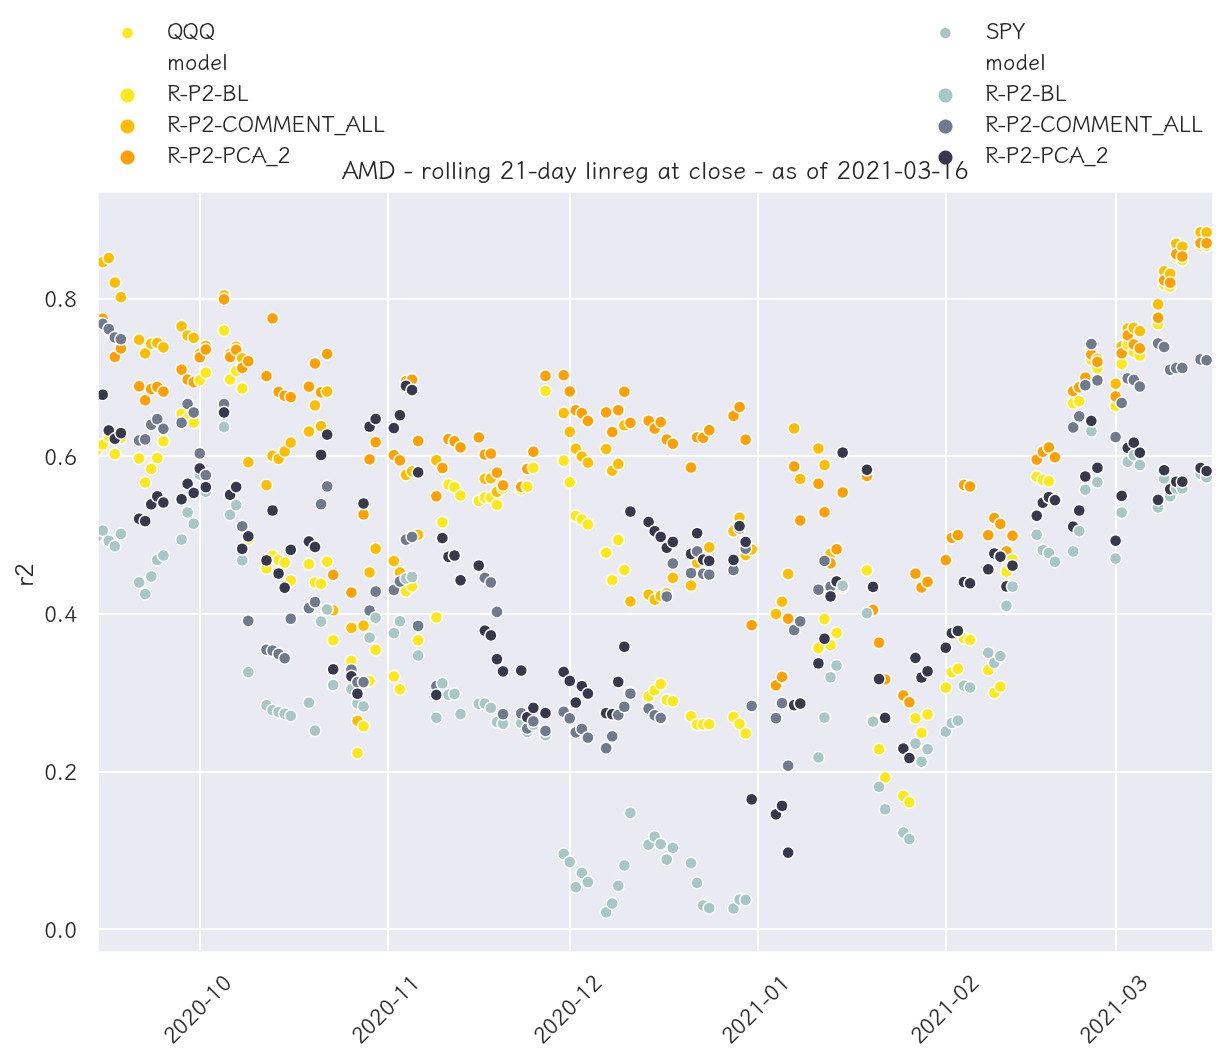 QQQ
model
R-P2-BL
R-P2-COMMENT_ALL
R-P2-PCA_2
SPY
model
R-P2-BL
R-P2-COMMENT_ALL
R-P2-PCA_2
AMD - rolling 21-day linreg at close - as of 2021-03-16
r2
0.8
0.6
0.4
0.2
0.0
2020-10
2020-11
2020-12
2021-01
2021-02
2021-03